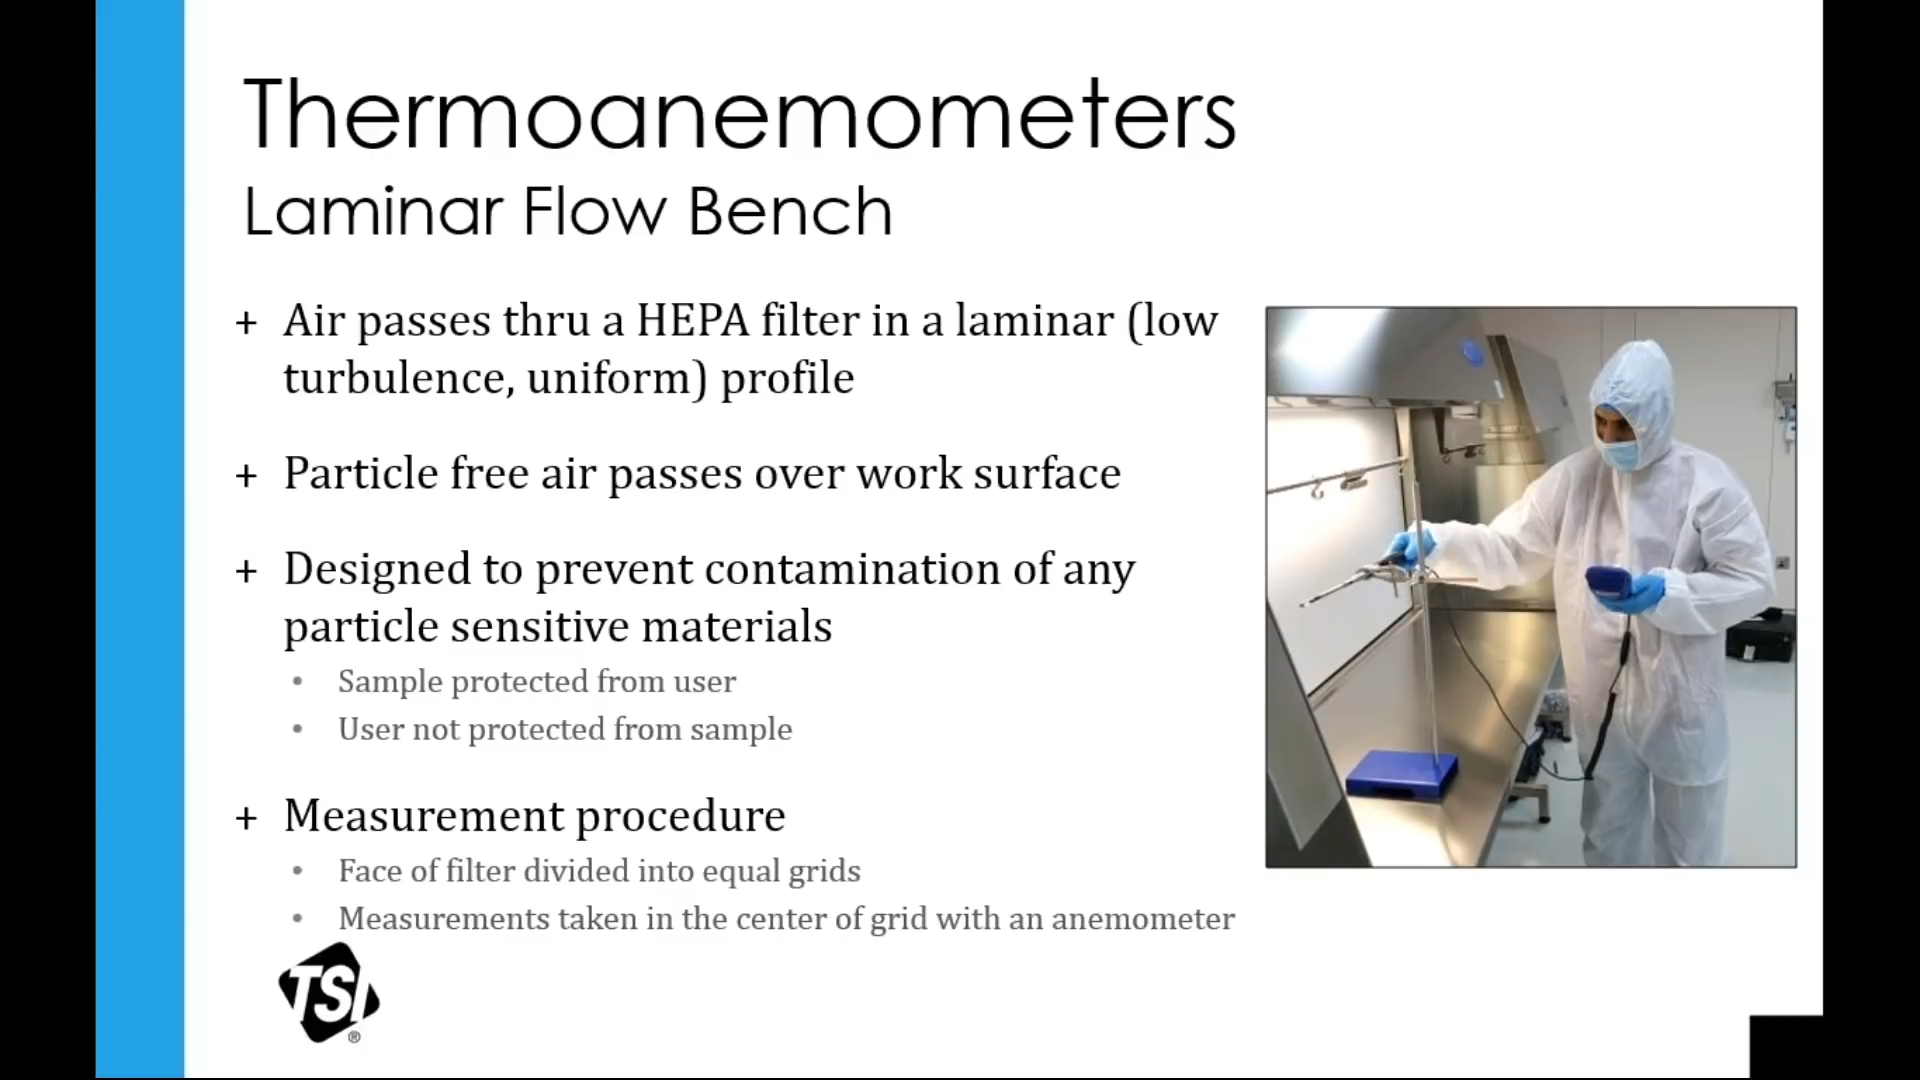 Thermoanemometers
Laminar Flow Bench
+ Air passes thru a HEPA filter in a laminar (low
turbulence, uniform) profile
+ Particle free air passes over work surface
+ Designed to prevent contamination of any
particle sensitive materials
• Sample protected from user
• User not protected from sample
+ Measurement procedure
• Face of filter divided into equal grids
• Measurements taken in the center of grid with an anemometer
TSI®